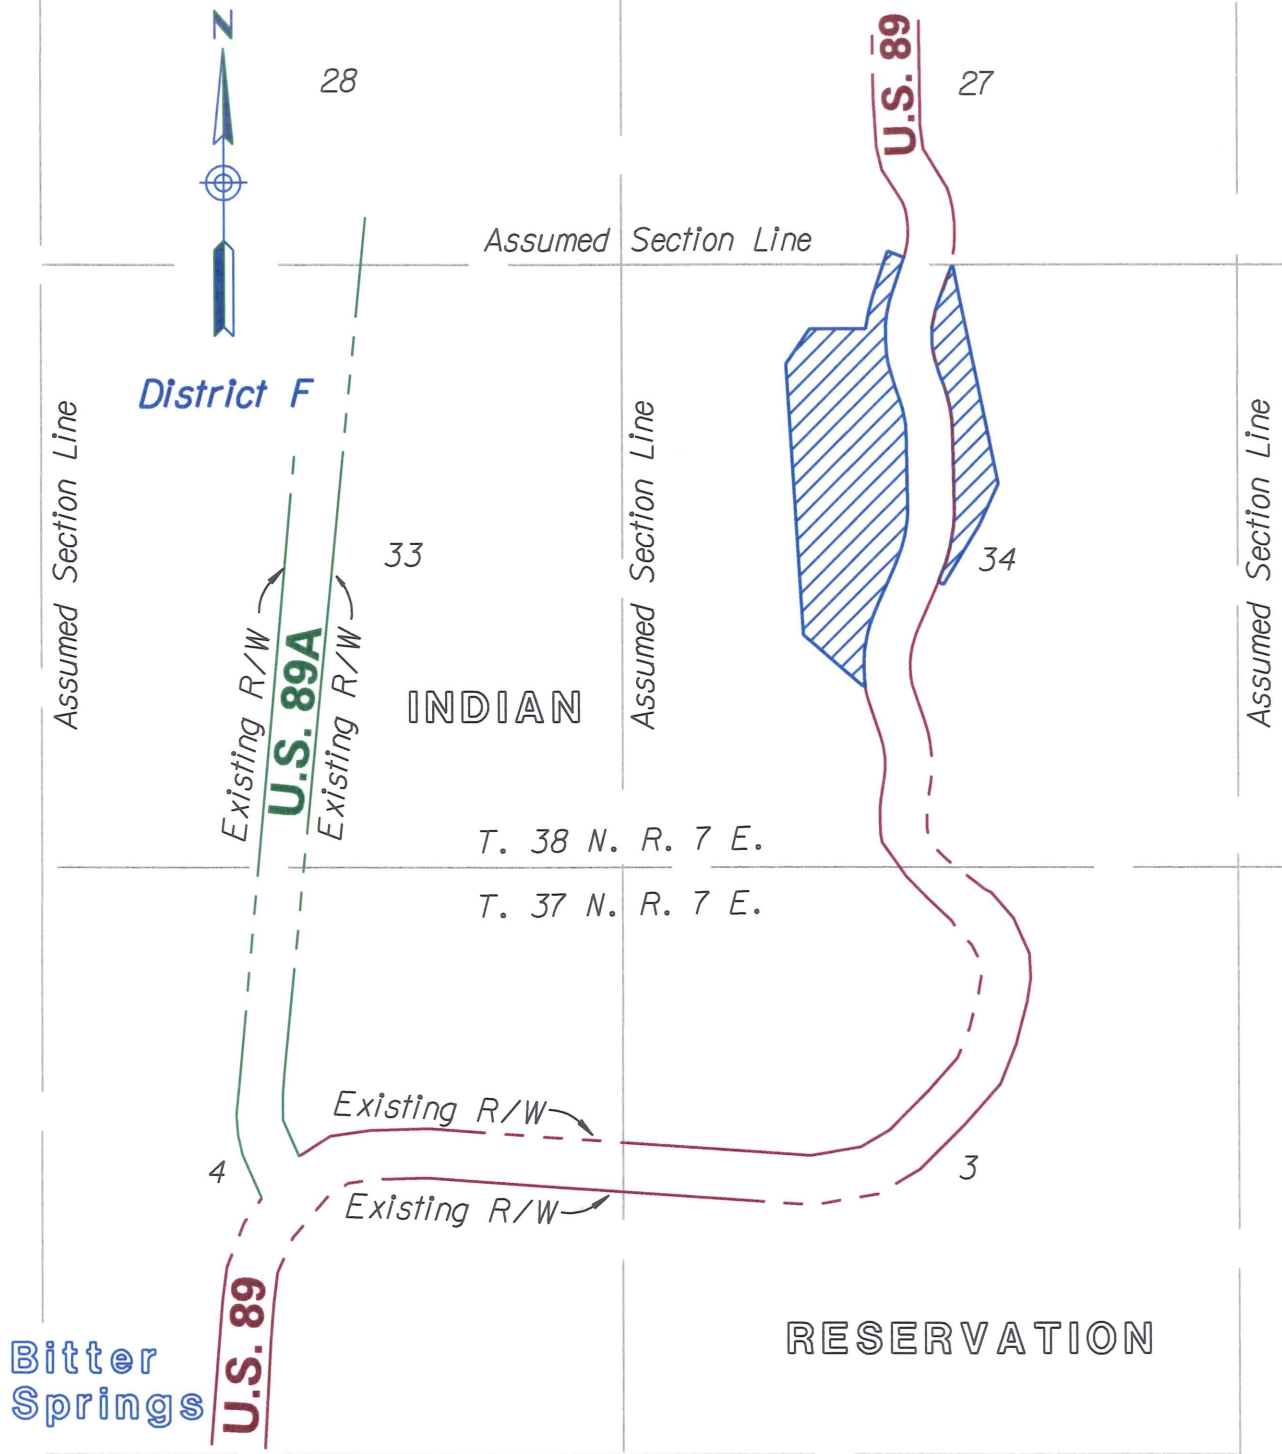 N
28
U.S. 89
27
Assumed Section Line
District F
Assumed Section Line
Assumed Section Line
Assumed Section Line
33
34
Existing R/W
U.S. 89A
Existing R/W
INDIAN
T. 38 N. R. 7 E.
T. 37 N. R. 7 E.
Existing R/W
4
3
Existing R/W
U.S. 89
RESERVATION
Bitter
Springs